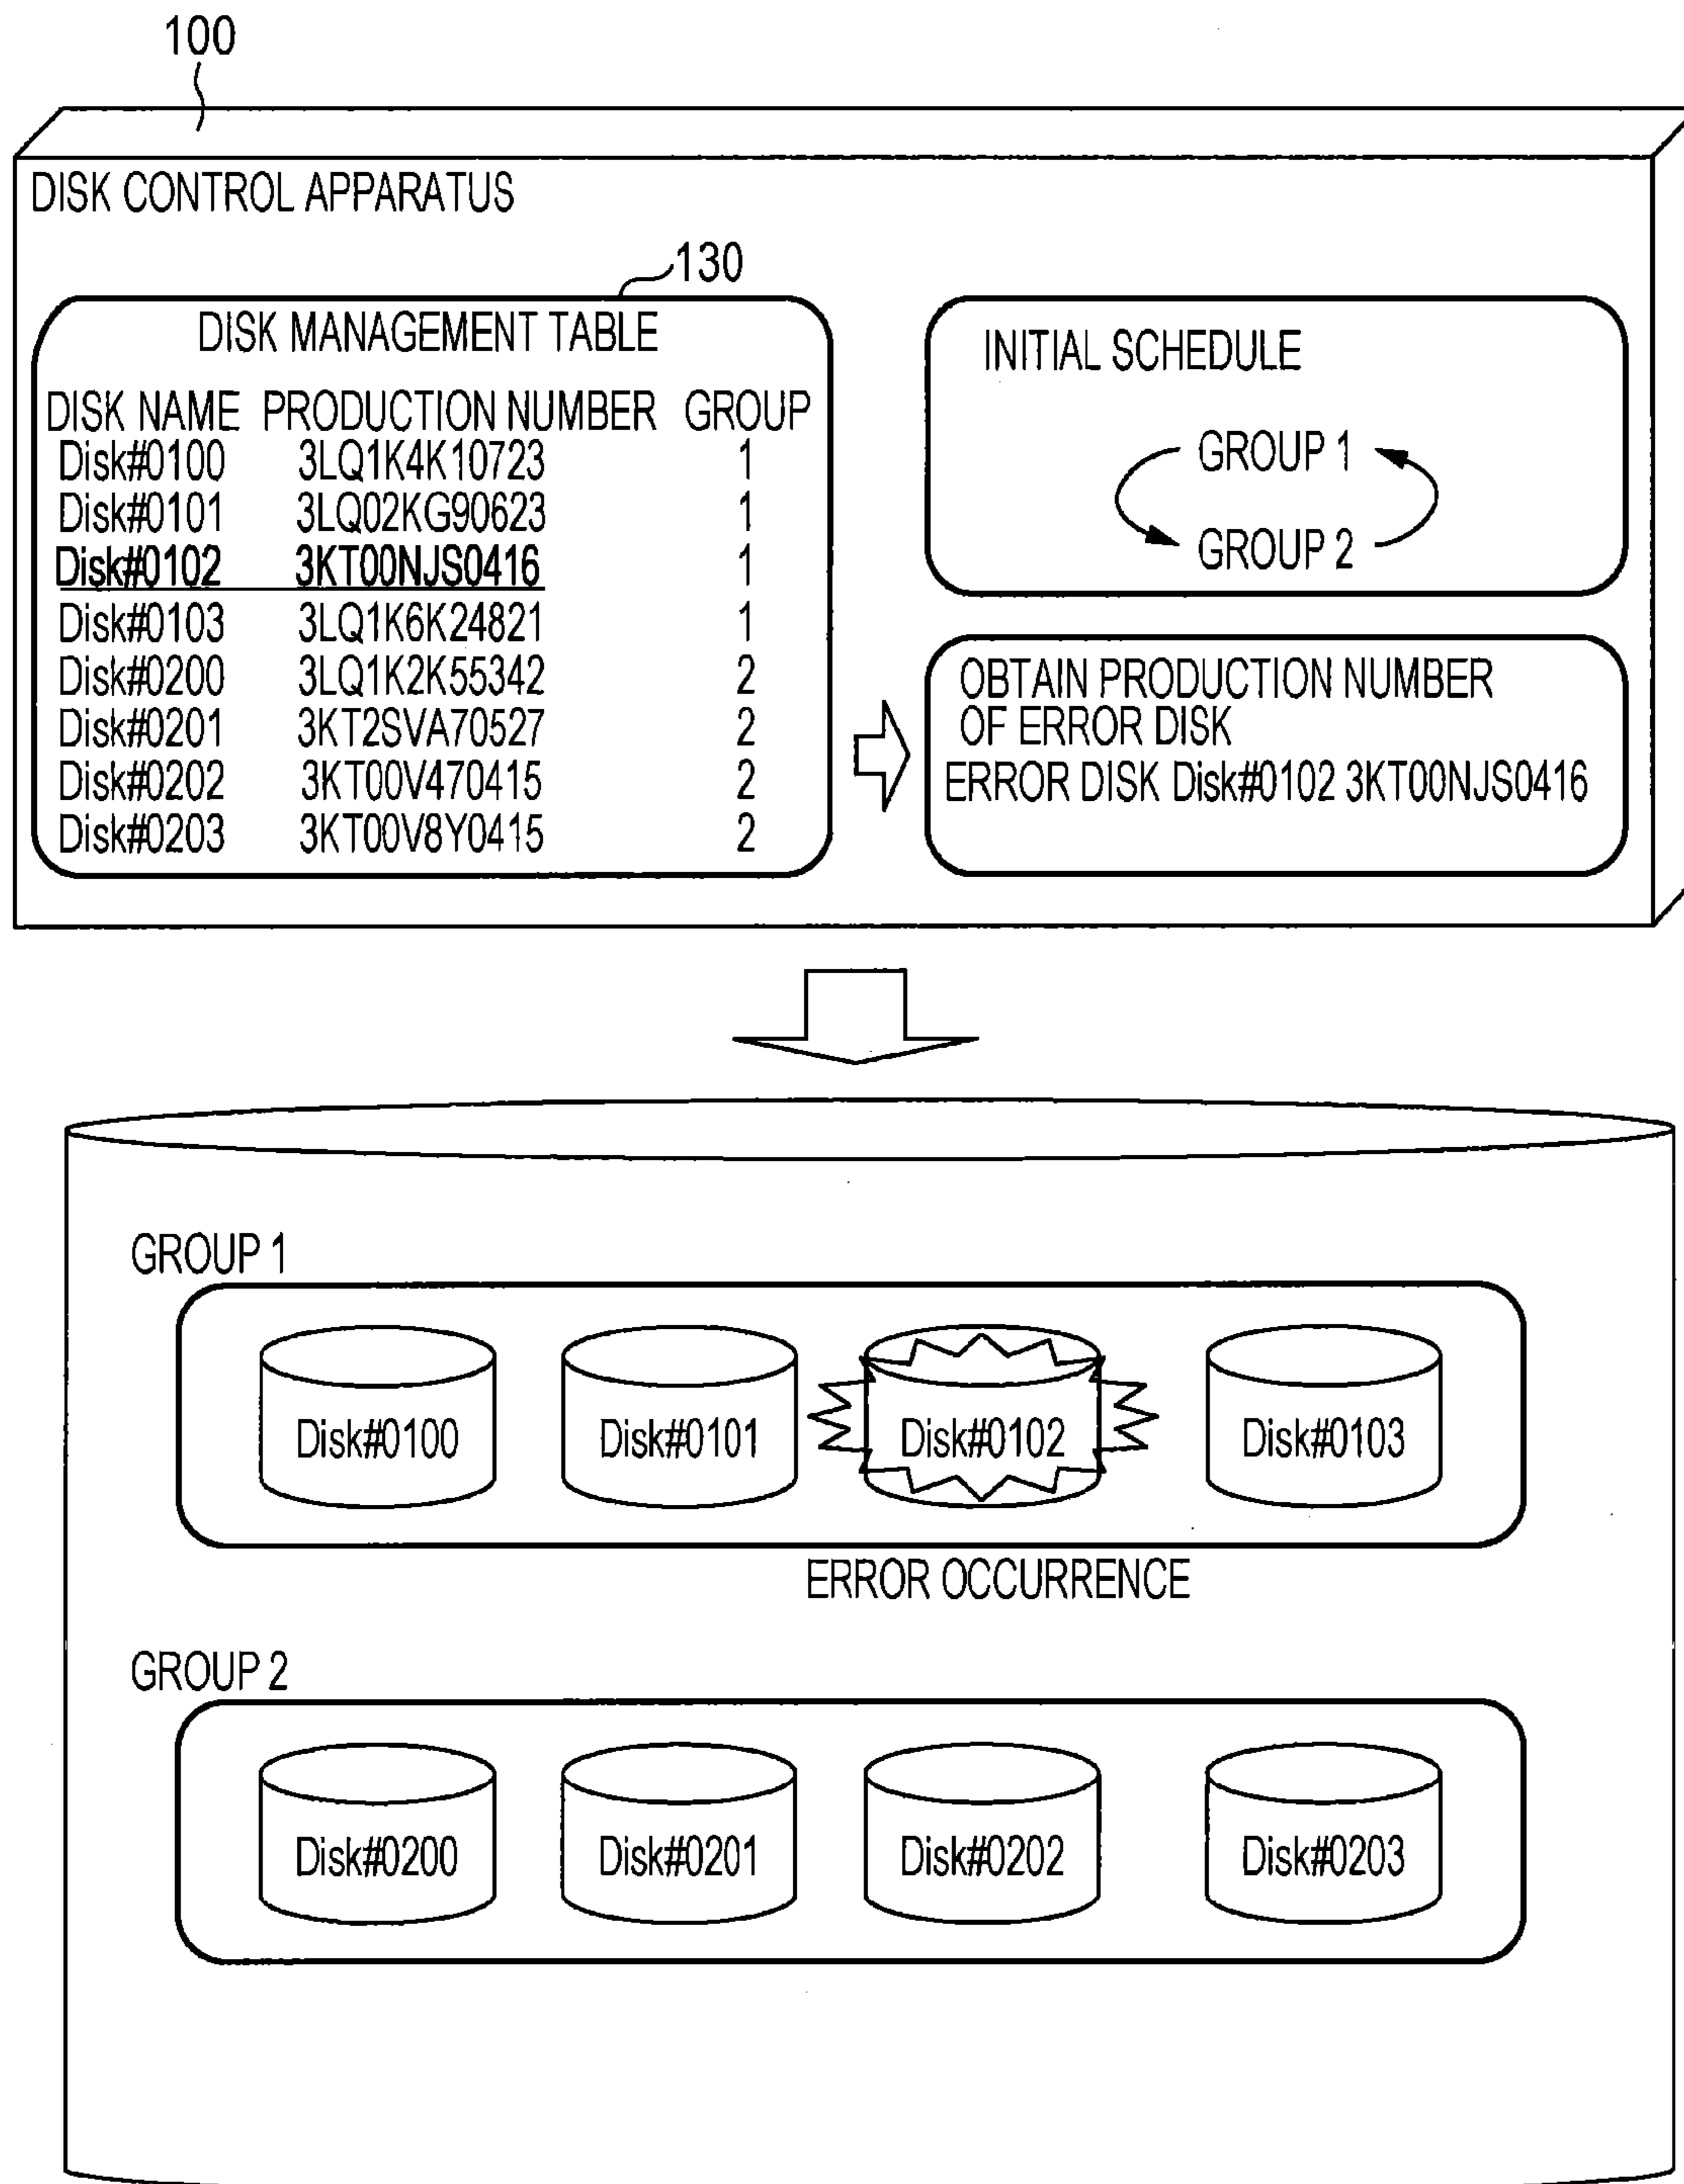 100
DISK CONTROL APPARATUS
130
DISK MANAGEMENT TABLE
DISK NAME PRODUCTION NUMBER GROUP
Disk#0100 3LQ1K4K10723 1
Disk#0101 3LQ02KG90623 1
Disk#0102 3KT00NJS0416 1
Disk#0103 3LQ1K6K24821 1
Disk#0200 3LQ1K2K55342 2
Disk#0201 3KT2SVA70527 2
Disk#0202 3KT00V470415 2
Disk#0203 3KT00V8Y0415 2
INITIAL SCHEDULE
GROUP 1
GROUP 2
OBTAIN PRODUCTION NUMBER
OF ERROR DISK
ERROR DISK Disk#0102 3KT00NJS0416
GROUP 1
Disk#0100 Disk#0101 Disk#0102 Disk#0103
ERROR OCCURRENCE
GROUP 2
Disk#0200 Disk#0201 Disk#0202 Disk#0203